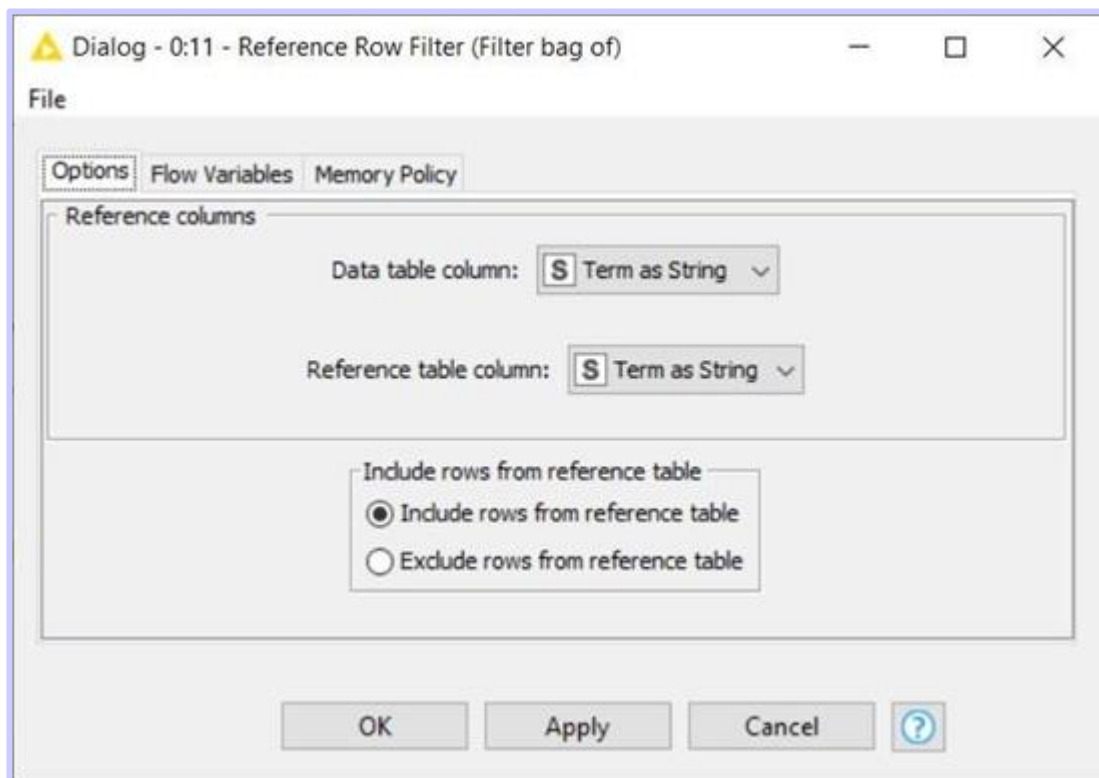 Dialog - 0:11 - Reference Row Filter (Filter bag of)
File
Options Flow Variables Memory Policy
Reference columns
Data table column: S Term as String
Reference table column: S Term as String
Include rows from reference table
Include rows from reference table
Exclude rows from reference table
OK Apply Cancel ?